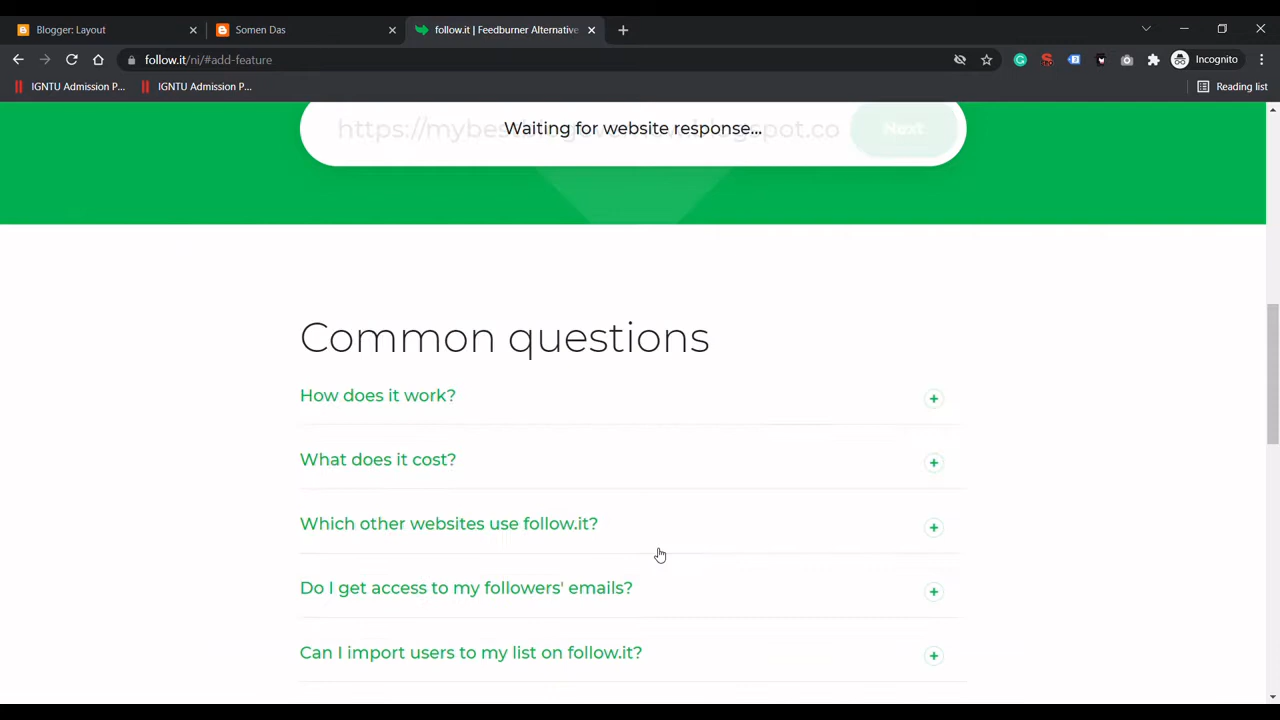 Blogger: Layout
Somen Das
follow.it | Feedburner Alternative
follow.it/ni/#add-feature
Incognito
IGNTU Admission P...
IGNTU Admission P...
Reading list
Waiting for website response...
Next
Common questions
How does it work?
What does it cost?
Which other websites use follow.it?
Do I get access to my followers' emails?
Can I import users to my list on follow.it?